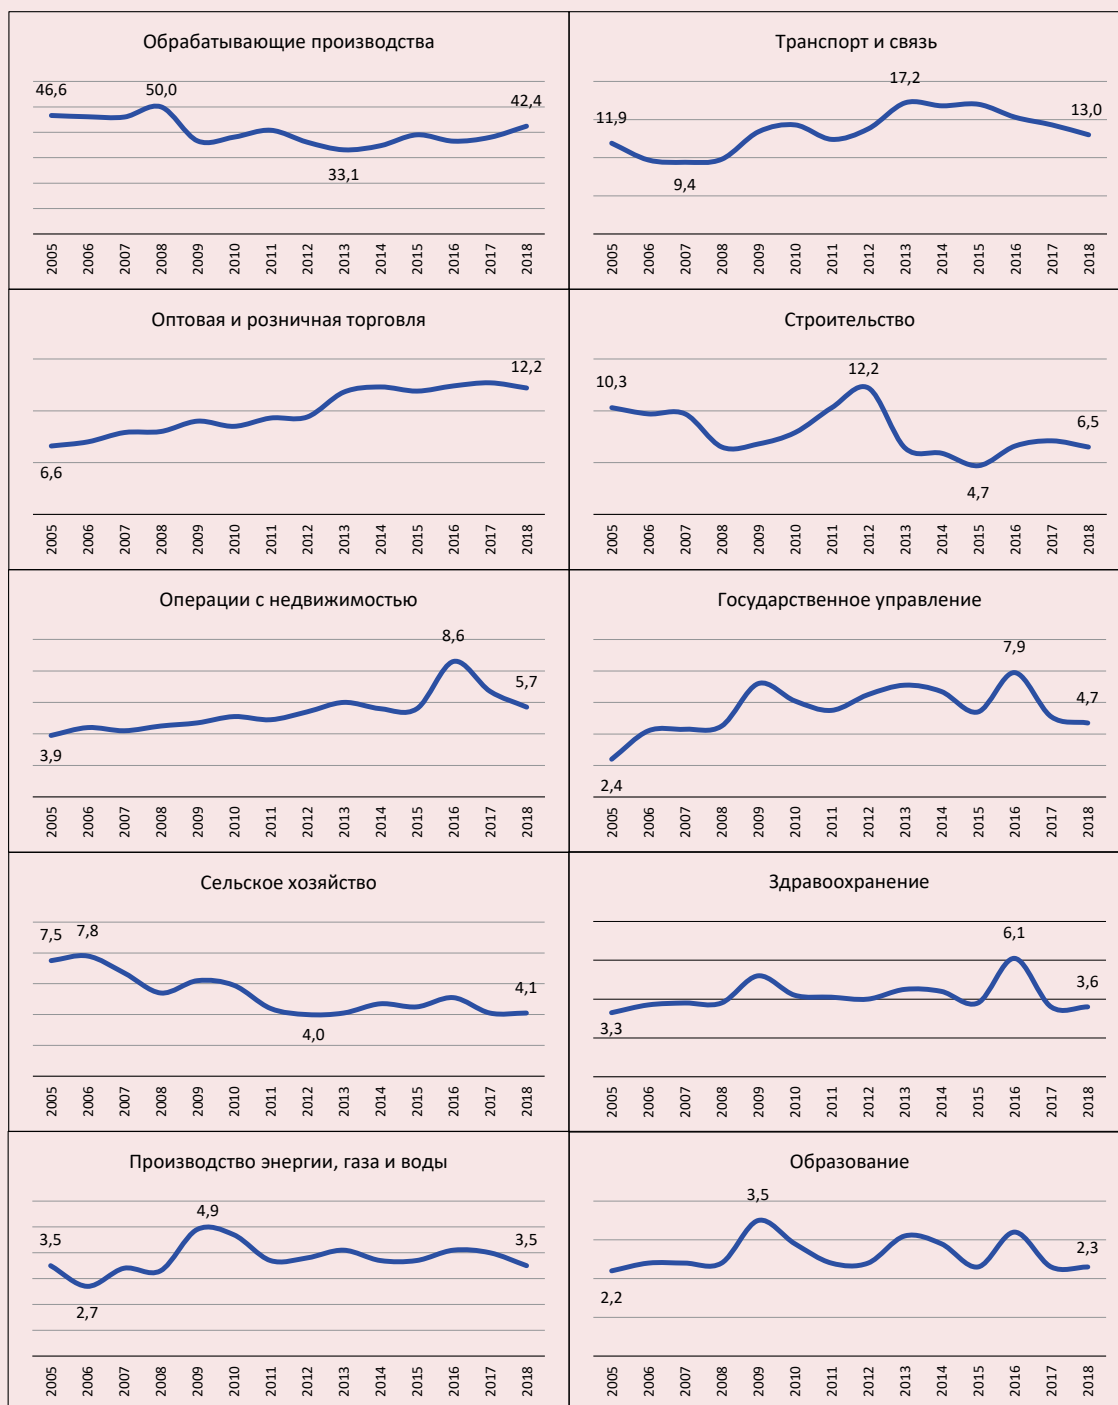 Обрабатывающие производства
46,6
50,0
42,4
33,1
2005 2006 2007 2008 2009 2010 2011 2012 2013 2014 2015 2016 2017 2018
Транспорт и связь
17,2
11,9
13,0
9,4
2005 2006 2007 2008 2009 2010 2011 2012 2013 2014 2015 2016 2017 2018
Оптовая и розничная торговля
12,2
6,6
2005 2006 2007 2008 2009 2010 2011 2012 2013 2014 2015 2016 2017 2018
Строительство
12,2
10,3
6,5
4,7
2005 2006 2007 2008 2009 2010 2011 2012 2013 2014 2015 2016 2017 2018
Операции с недвижимостью
8,6
5,7
3,9
2005 2006 2007 2008 2009 2010 2011 2012 2013 2014 2015 2016 2017 2018
Государственное управление
7,9
4,7
2,4
2005 2006 2007 2008 2009 2010 2011 2012 2013 2014 2015 2016 2017 2018
Сельское хозяйство
7,5
7,8
4,1
4,0
2005 2006 2007 2008 2009 2010 2011 2012 2013 2014 2015 2016 2017 2018
Здравоохранение
6,1
3,6
3,3
2005 2006 2007 2008 2009 2010 2011 2012 2013 2014 2015 2016 2017 2018
Производство энергии, газа и воды
4,9
3,5
3,5
2,7
2005 2006 2007 2008 2009 2010 2011 2012 2013 2014 2015 2016 2017 2018
Образование
3,5
2,3
2,2
2005 2006 2007 2008 2009 2010 2011 2012 2013 2014 2015 2016 2017 2018